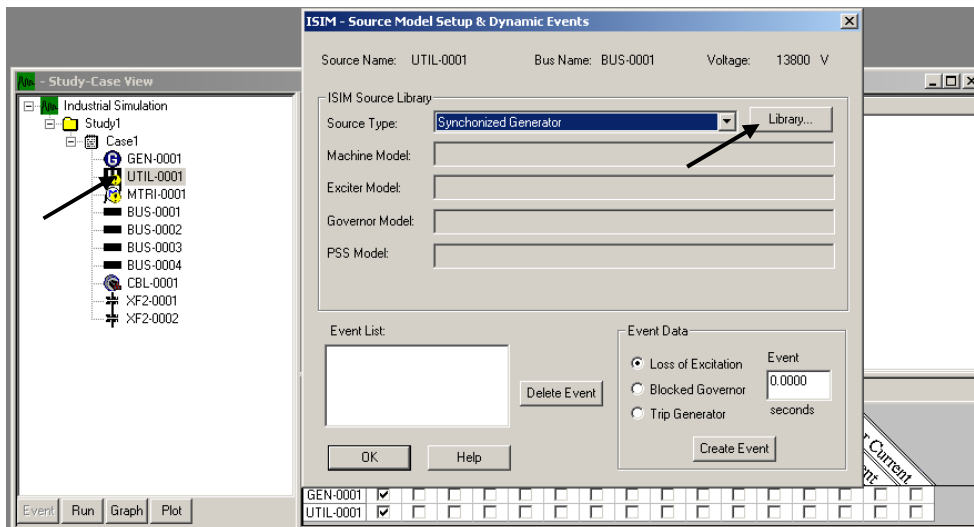 ISIM - Source Model Setup & Dynamic Events
Source Name: UTIL-0001 Bus Name: BUS-0001 Voltage: 13800 V
ISIM Source Library
Source Type: Synchonized Generator Library...
Machine Model:
Exciter Model:
Governor Model:
PSS Model:
Event List:
Delete Event
Event Data
Loss of Excitation
Blocked Governor
Trip Generator
Event
0.0000
seconds
Create Event
OK Help
- Study-Case View
Industrial Simulation
Study1
Case1
GEN-0001
UTIL-0001
MTRI-0001
BUS-0001
BUS-0002
BUS-0003
BUS-0004
CBL-0001
XF2-0001
XF2-0002
Event Run Graph Plot
Current
GEN-0001
UTIL-0001